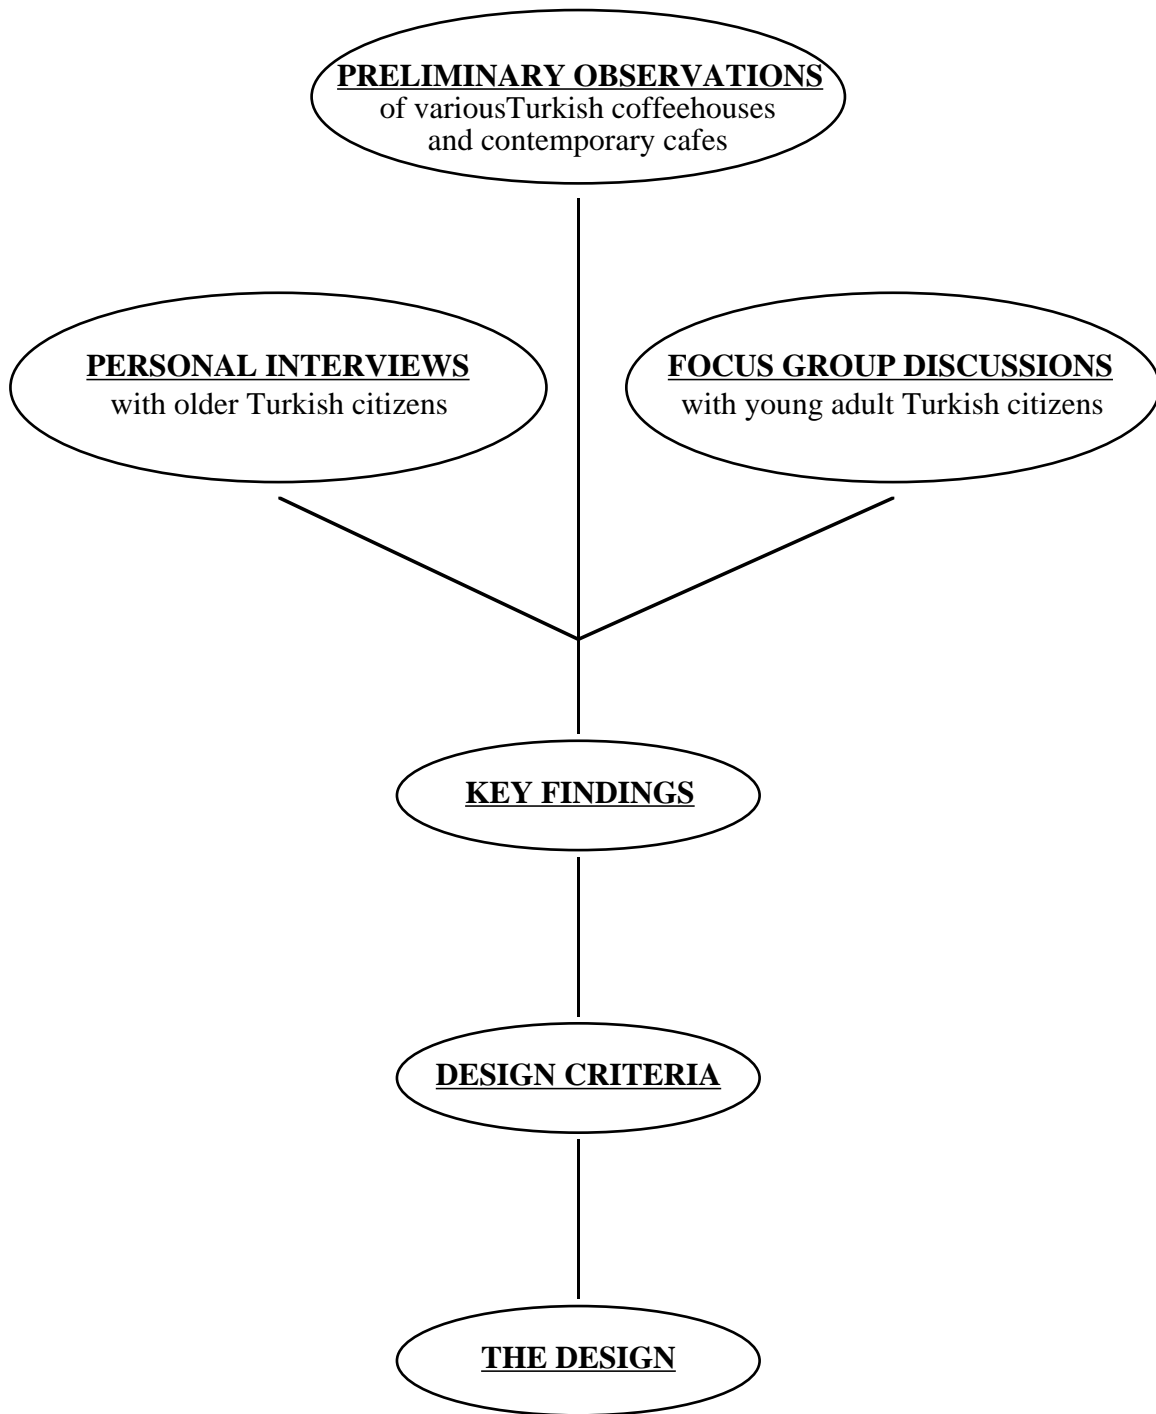 PRELIMINARY OBSERVATIONS
of variousTurkish coffeehouses
and contemporary cafes
PERSONAL INTERVIEWS
with older Turkish citizens
FOCUS GROUP DISCUSSIONS
with young adult Turkish citizens
KEY FINDINGS
DESIGN CRITERIA
THE DESIGN